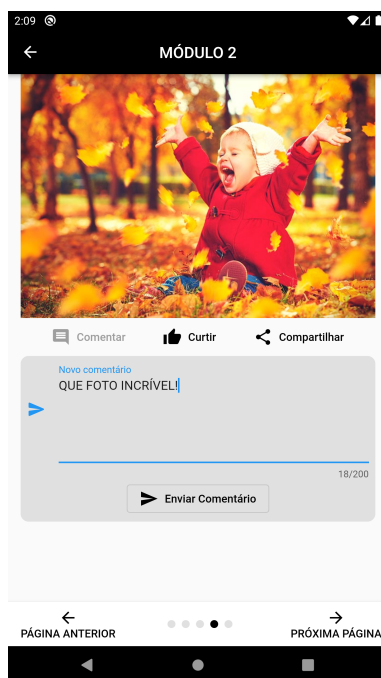 2:09
MÓDULO 2
Comentar Curtir Compartilhar
Novo comentário
QUE FOTO INCRÍVEL!
18/200
Enviar Comentário
PÁGINA ANTERIOR PRÓXIMA PÁGINA